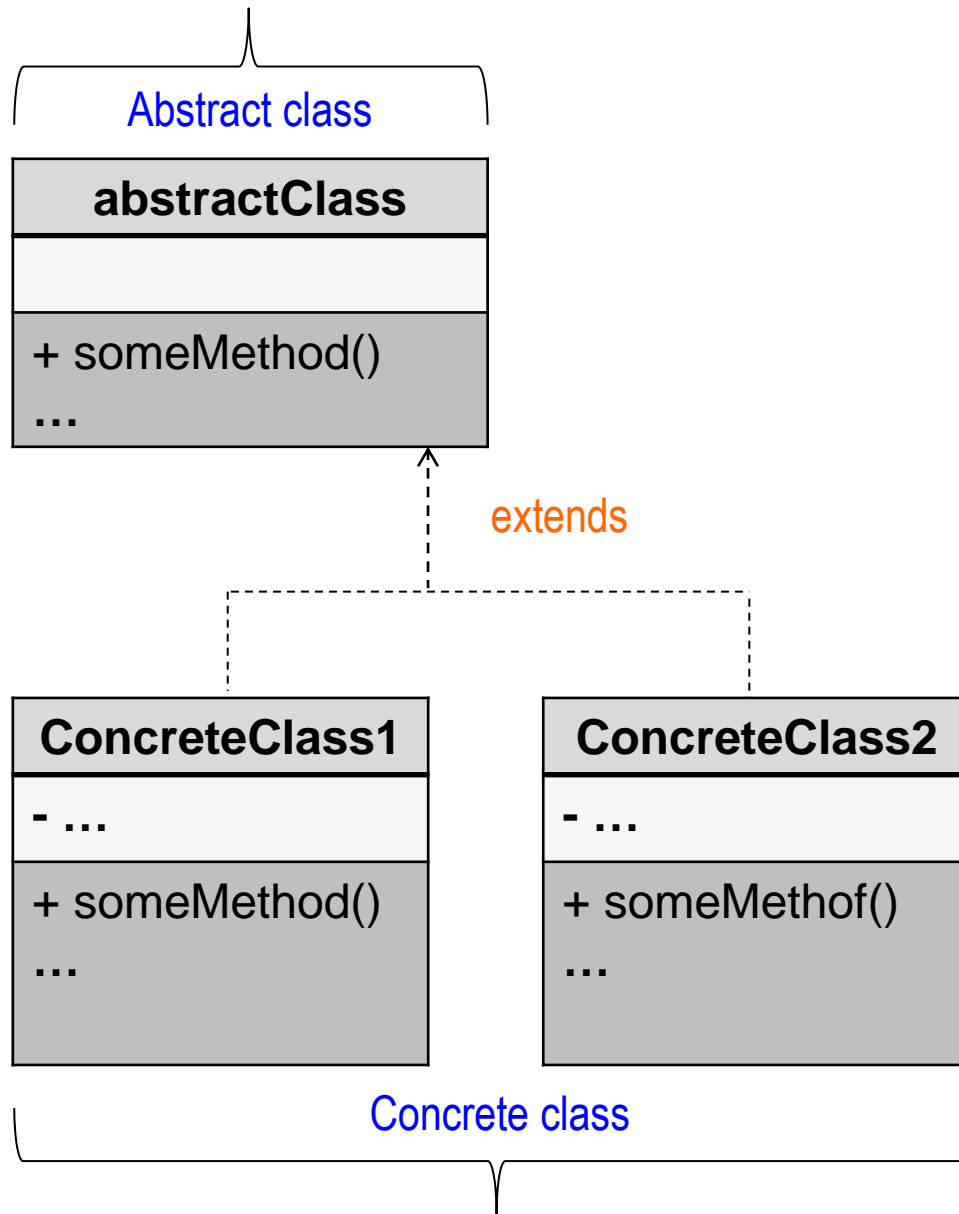 Abstract class
abstractClass
+ someMethod()
...
extends
ConcreteClass1
- ...
+ someMethod()
...
ConcreteClass2
- ...
+ someMethof()
...
Concrete class